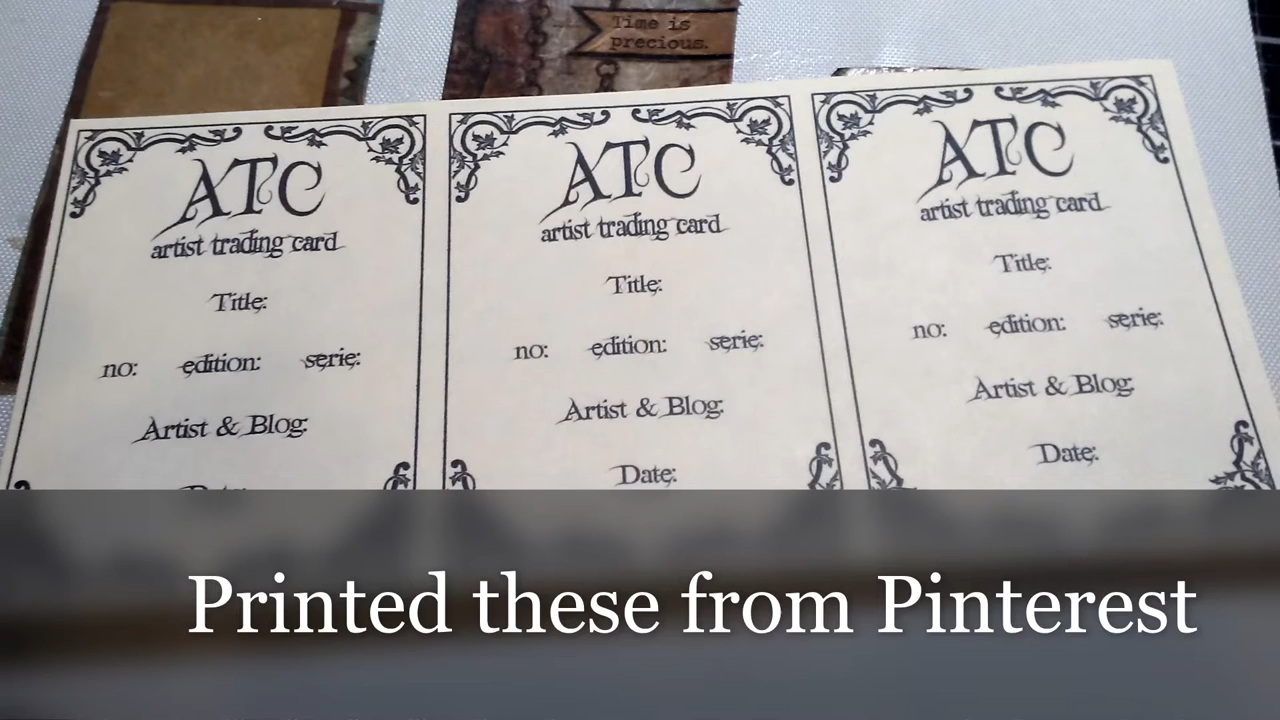 Time is
precious.
ATC
artist trading card
Title:
no: edition: serie:
Artist & Blog:
Date:
ATC
artist trading card
Title:
no: edition: serie:
Artist & Blog:
Date:
ATC
artist trading card
Title:
no: edition: serie:
Artist & Blog:
Date:
Printed these from Pinterest